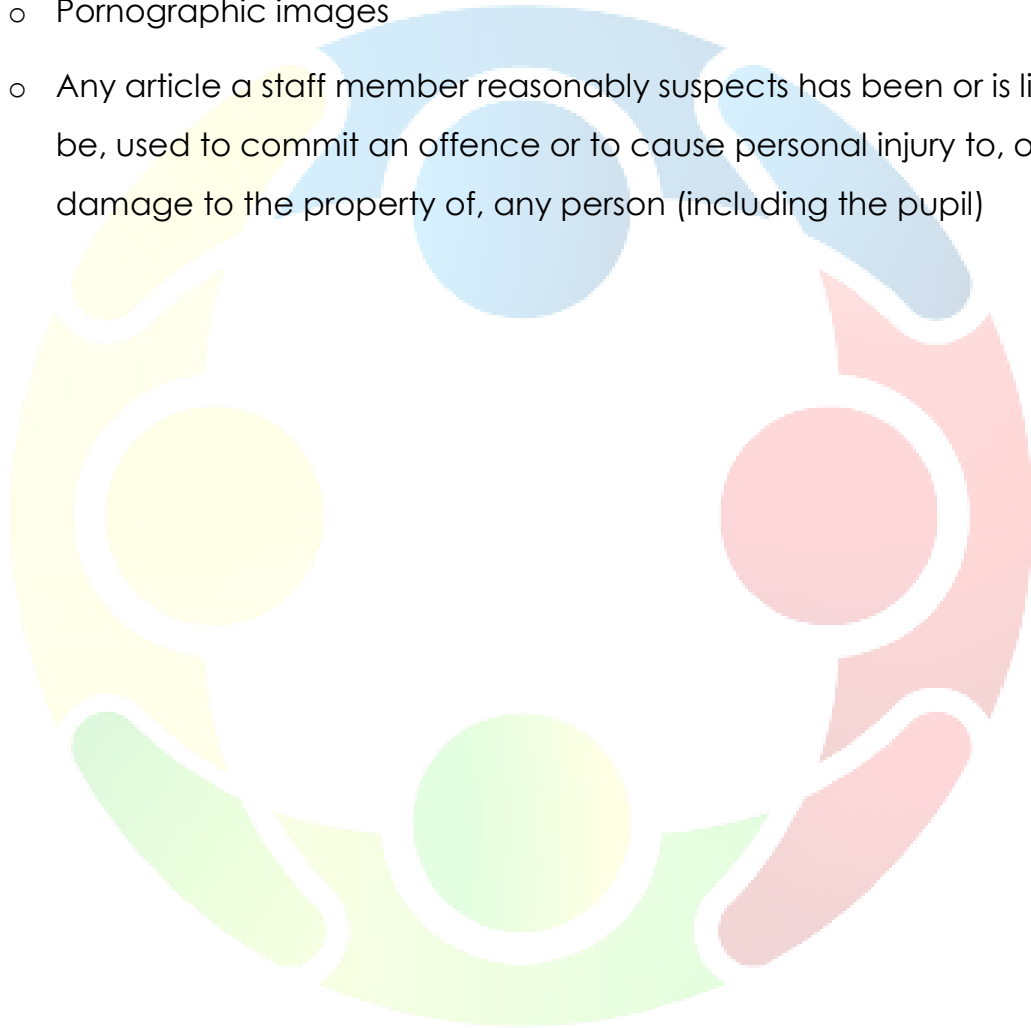 o Pornographic images
o Any article a staff member reasonably suspects has been or is li
be, used to commit an offence or to cause personal injury to, o
damage to the property of, any person (including the pupil)